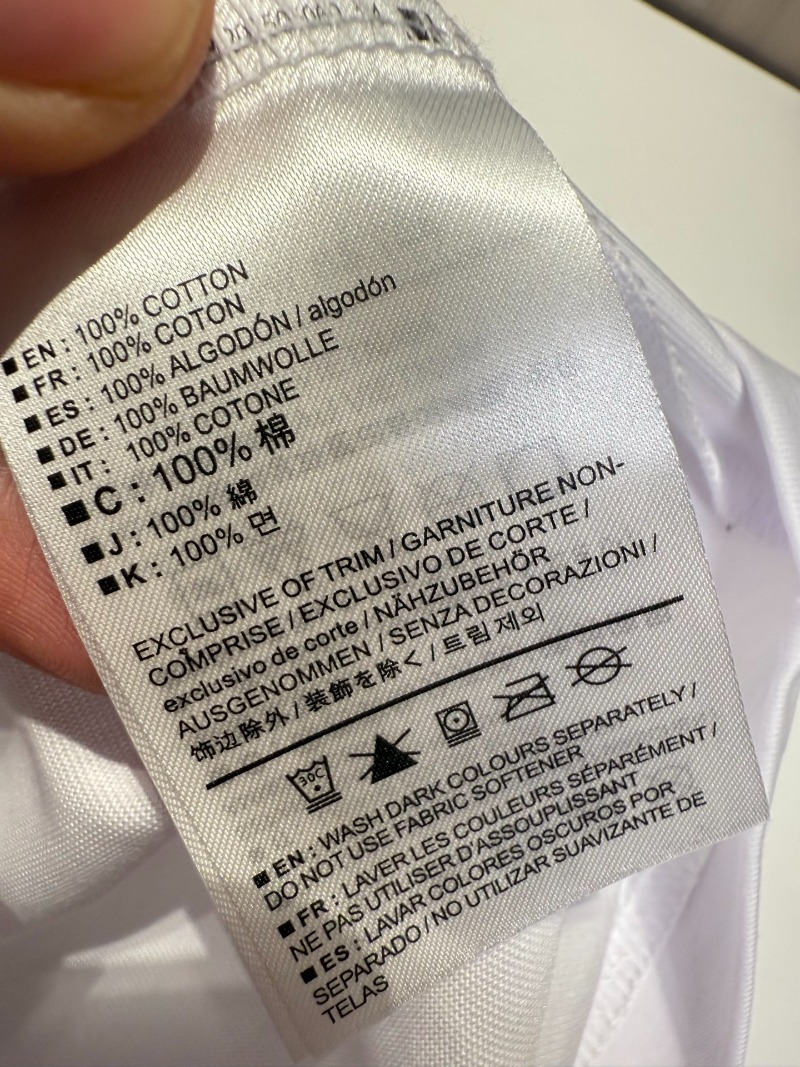 ■ EN : 100% COTTON
■ FR : 100% COTON
■ ES : 100% ALGODÓN / algodón
■ DE : 100% BAUMWOLLE
■ IT : 100% COTONE
■ C : 100% 棉
■ J : 100% 綿
■ K : 100% 면
EXCLUSIVE OF TRIM / GARNITURE NON-
COMPRISE / EXCLUSIVO DE CORTE /
exclusivo de corte / NÄHZUBEHÖR
AUSGENOMMEN / SENZA DECORAZIONI /
饰边除外 / 装飾を除く / 트림 제외
30C
■ EN : WASH DARK COLOURS SEPARATELY /
DO NOT USE FABRIC SOFTENER
■ FR : LAVER LES COULEURS SÉPARÉMENT /
NE PAS UTILISER D'ASSOUPLISSANT
■ ES : LAVAR COLORES OSCUROS POR
SEPARADO / NO UTILIZAR SUAVIZANTE DE
TELAS